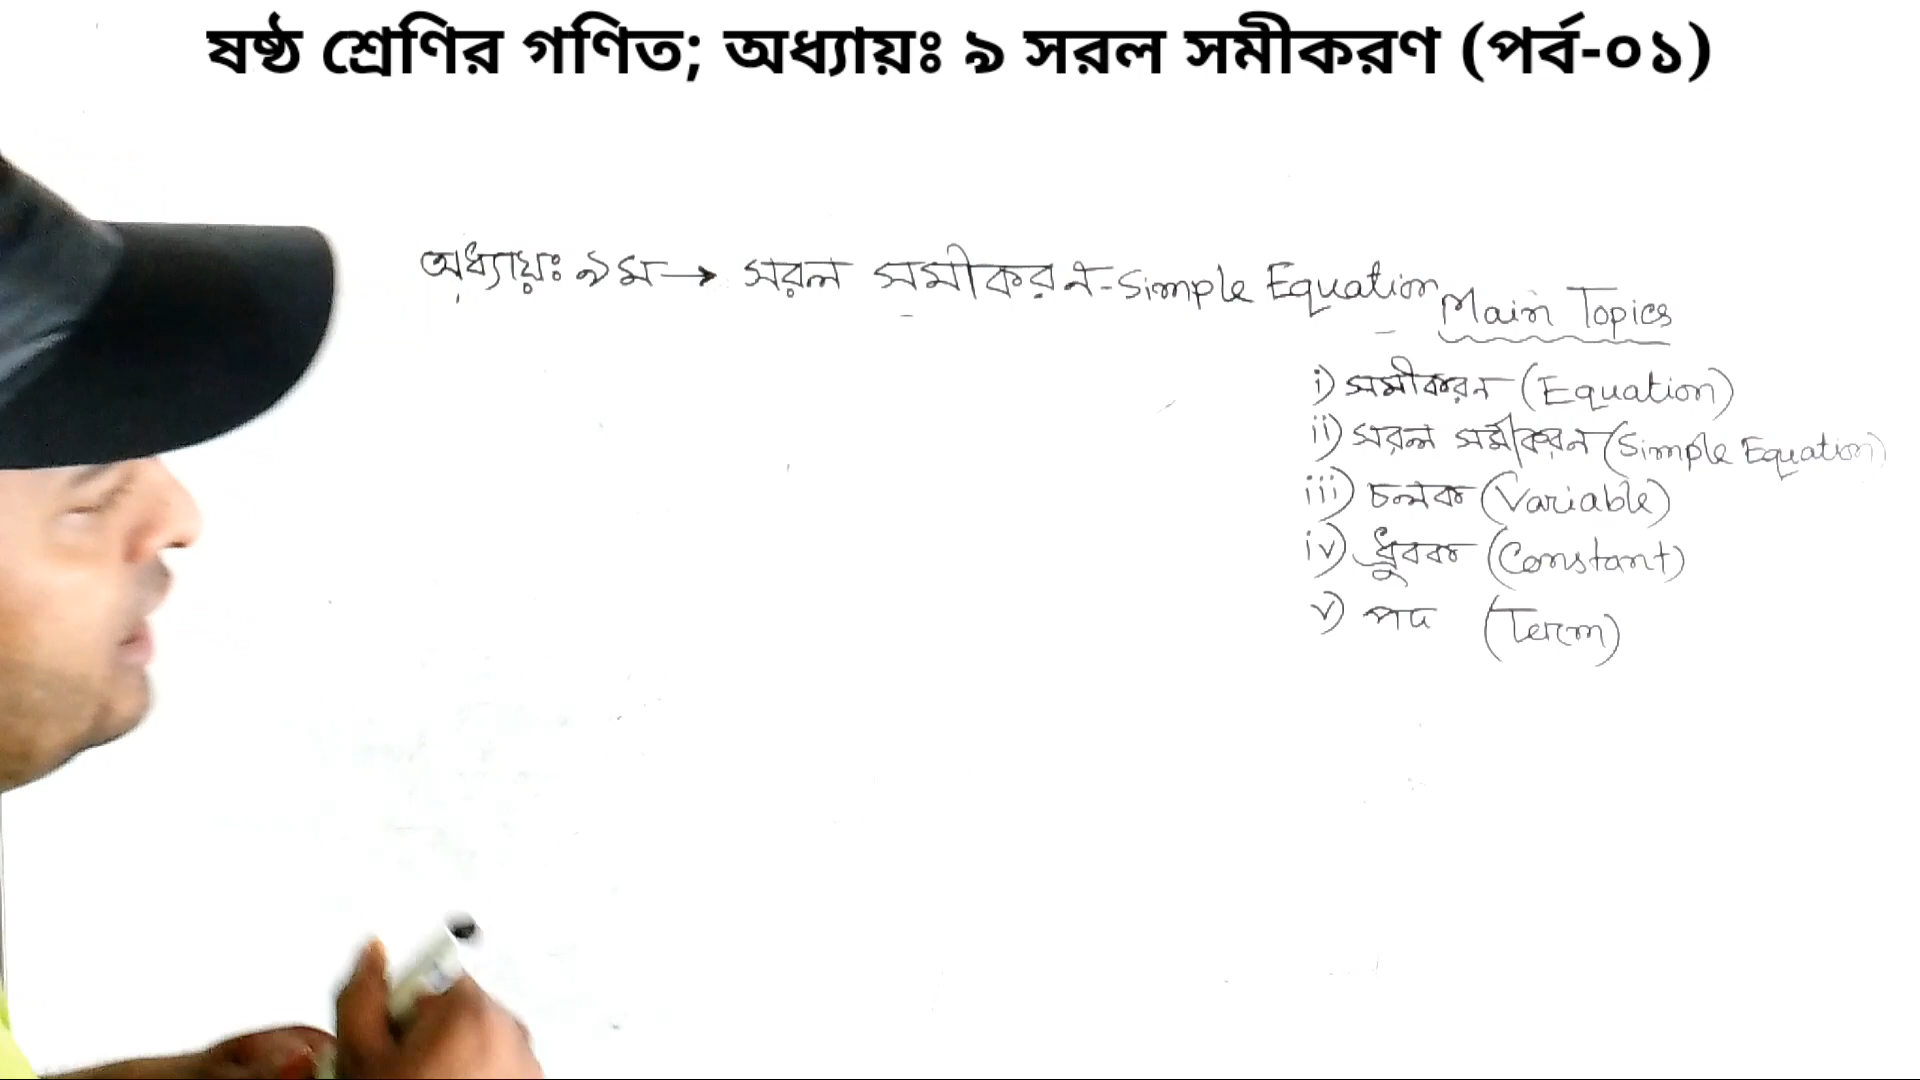 ষষ্ঠ শ্রেণির গণিত; অধ্যায়ঃ ৯ সরল সমীকরণ (পর্ব-০১)
অধ্যায়ঃ ৯ম→ সরল সমীকরন-Simple Equation
Main Topics
i) সমীকরন (Equation)
ii) সরল সমীকরন (Simple Equation)
iii) চলক (Variable)
iv) ধ্রুবক (Constant)
v) পদ (Term)